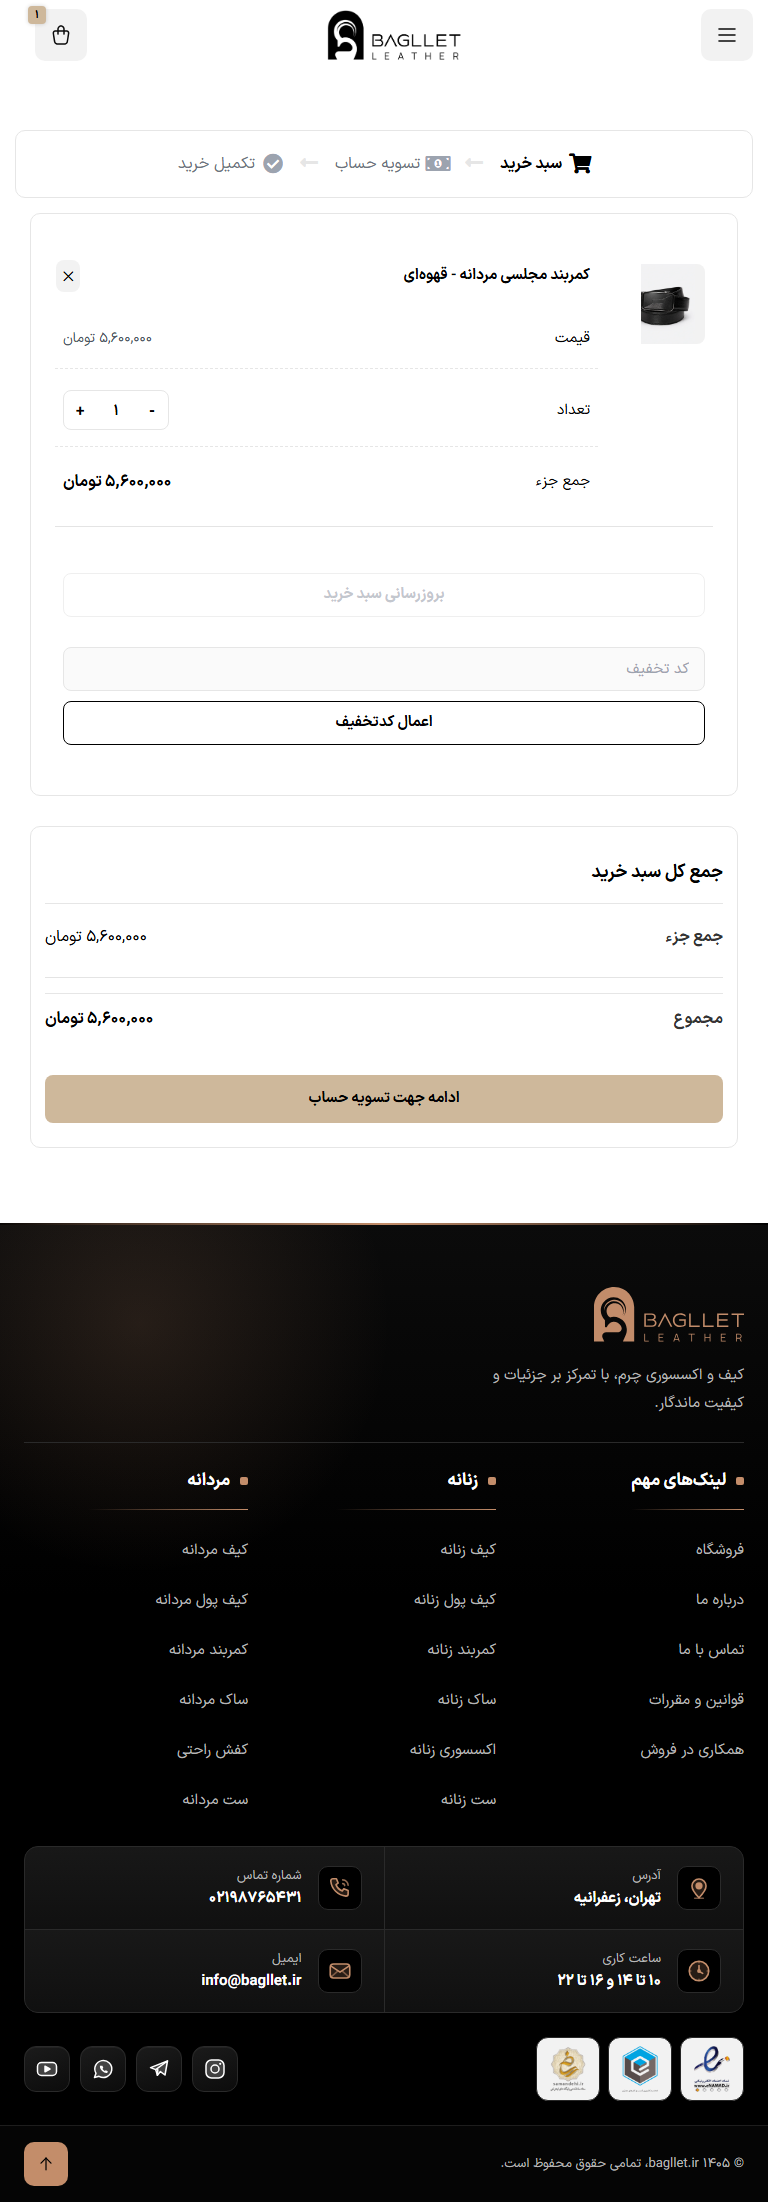 ۱
BAGLLET
LEATHER
سبد خرید
تسویه حساب
تکمیل خرید
کمربند مجلسی مردانه - قهوه‌ای
قیمت
۵,۶۰۰,۰۰۰ تومان
تعداد
- ۱ +
جمع جزء
۵,۶۰۰,۰۰۰ تومان
بروزرسانی سبد خرید
کد تخفیف
اعمال کدتخفیف
جمع کل سبد خرید
جمع جزء
۵,۶۰۰,۰۰۰ تومان
مجموع
۵,۶۰۰,۰۰۰ تومان
ادامه جهت تسویه حساب
BAGLLET
LEATHER
کیف و اکسسوری چرم، با تمرکز بر جزئیات و
کیفیت ماندگار.
لینک‌های مهم
فروشگاه
درباره ما
تماس با ما
قوانین و مقررات
همکاری در فروش
زنانه
کیف زنانه
کیف پول زنانه
کمربند زنانه
ساک زنانه
اکسسوری زنانه
ست زنانه
مردانه
کیف مردانه
کیف پول مردانه
کمربند مردانه
ساک مردانه
کفش راحتی
ست مردانه
آدرس
تهران، زعفرانیه
شماره تماس
۰۲۱۹۸۷۶۵۴۳۱
ساعت کاری
۱۰ تا ۱۴ و ۱۶ تا ۲۲
ایمیل
info@bagllet.ir
www.eNAMAD.ir
samandehi.ir
© ۱۴۰۵ bagllet.ir، تمامی حقوق محفوظ است.